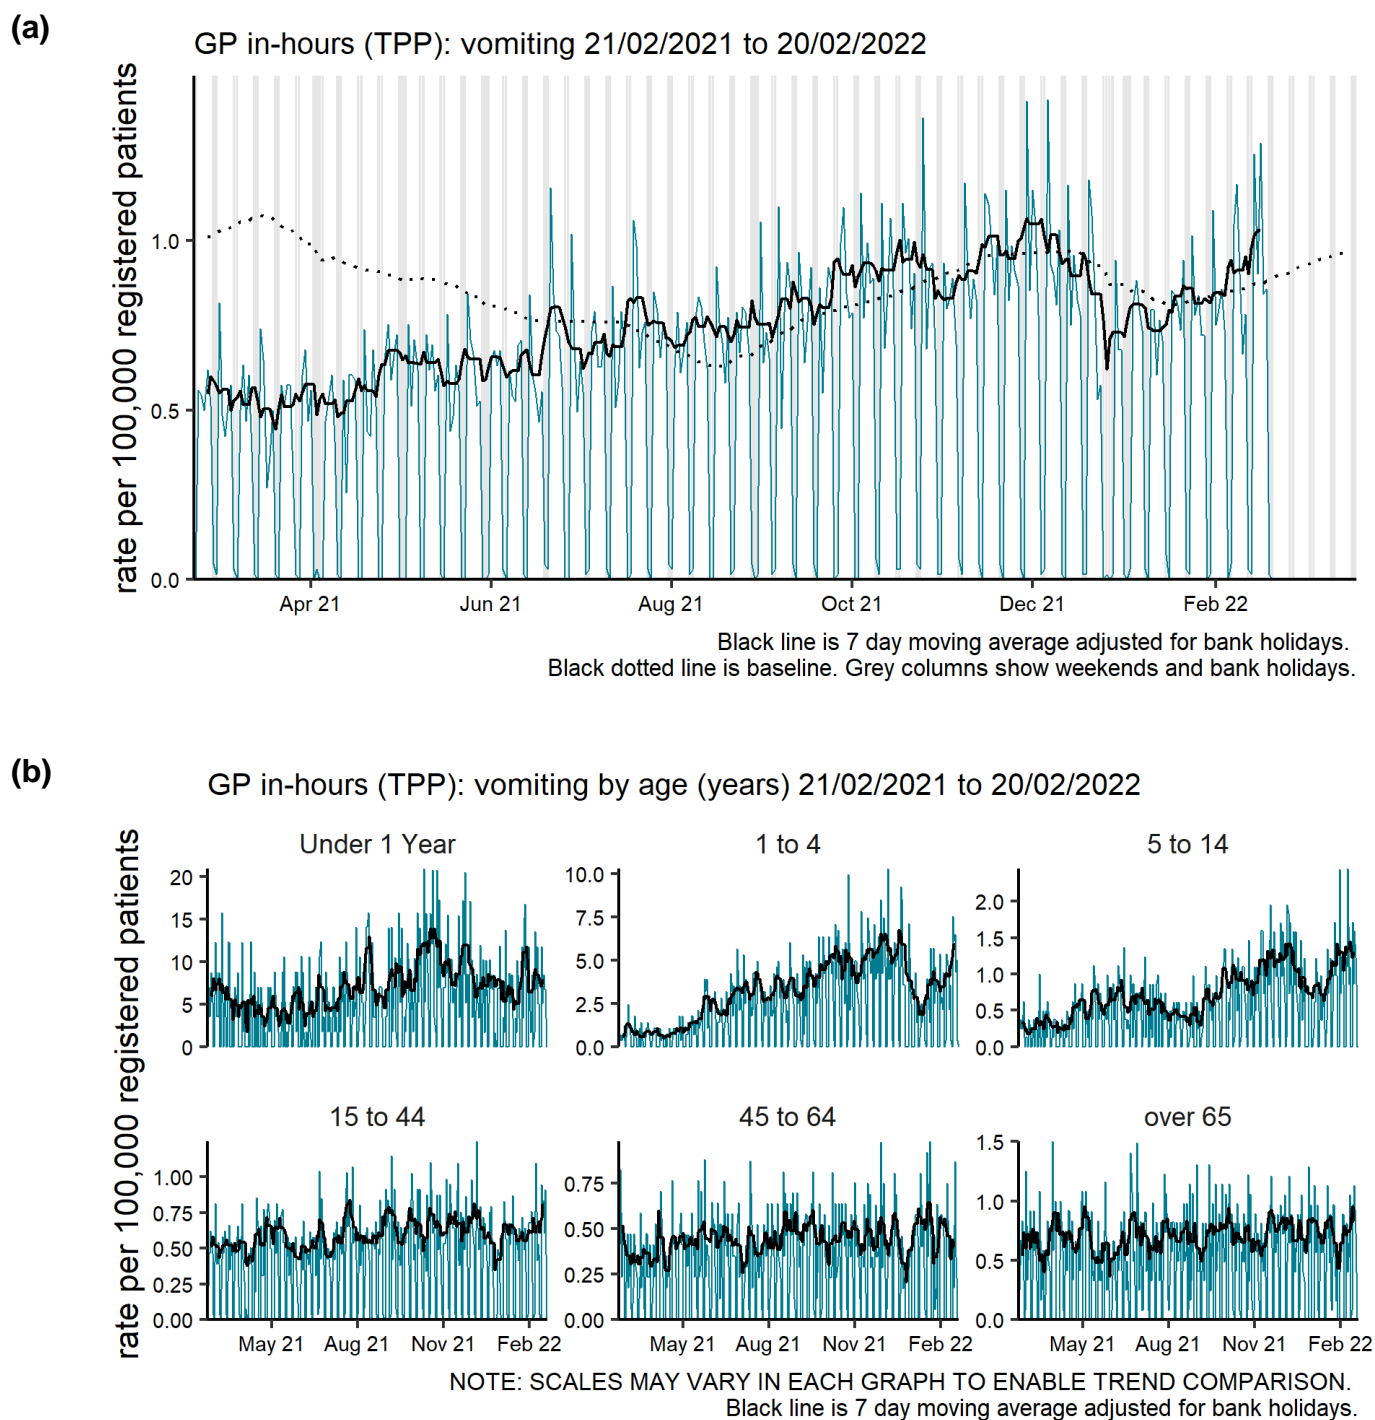 (a)
GP in-hours (TPP): vomiting 21/02/2021 to 20/02/2022
rate per 100,000 registered patients
1.0
0.5
0.0
Apr 21 Jun 21 Aug 21 Oct 21 Dec 21 Feb 22
Black line is 7 day moving average adjusted for bank holidays.
Black dotted line is baseline. Grey columns show weekends and bank holidays.
(b)
GP in-hours (TPP): vomiting by age (years) 21/02/2021 to 20/02/2022
rate per 100,000 registered patients
Under 1 Year
20
15
10
5
0
1 to 4
10.0
7.5
5.0
2.5
0.0
5 to 14
2.0
1.5
1.0
0.5
0.0
15 to 44
1.00
0.75
0.50
0.25
0.00
May 21 Aug 21 Nov 21 Feb 22
45 to 64
0.75
0.50
0.25
0.00
May 21 Aug 21 Nov 21 Feb 22
over 65
1.5
1.0
0.5
0.0
May 21 Aug 21 Nov 21 Feb 22
NOTE: SCALES MAY VARY IN EACH GRAPH TO ENABLE TREND COMPARISON.
Black line is 7 day moving average adjusted for bank holidays.